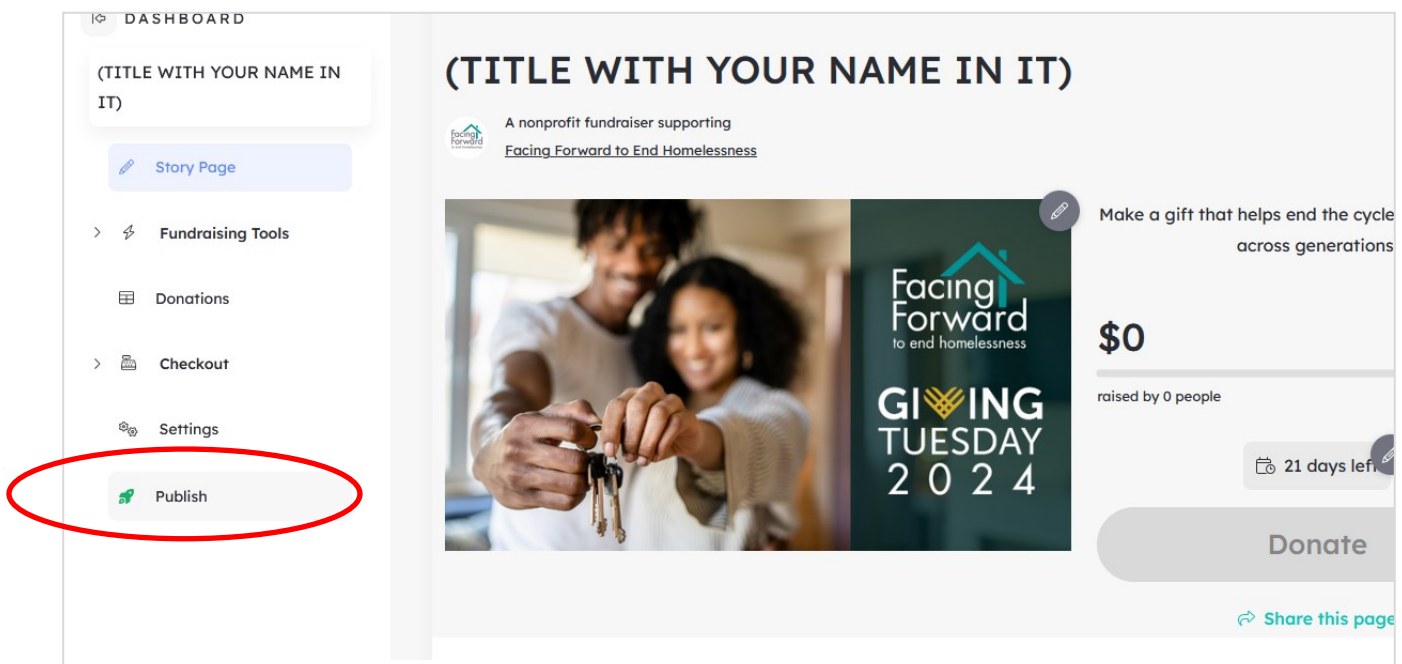 DASHBOARD
(TITLE WITH YOUR NAME IN
IT)
Story Page
Fundraising Tools
Donations
Checkout
Settings
Publish
(TITLE WITH YOUR NAME IN IT)
Facing
Forward
A nonprofit fundraiser supporting
Facing Forward to End Homelessness
Facing
Forward
to end homelessness
GIVING
TUESDAY
2024
Make a gift that helps end the cycle
across generations
$0
raised by 0 people
21 days left
Donate
Share this page